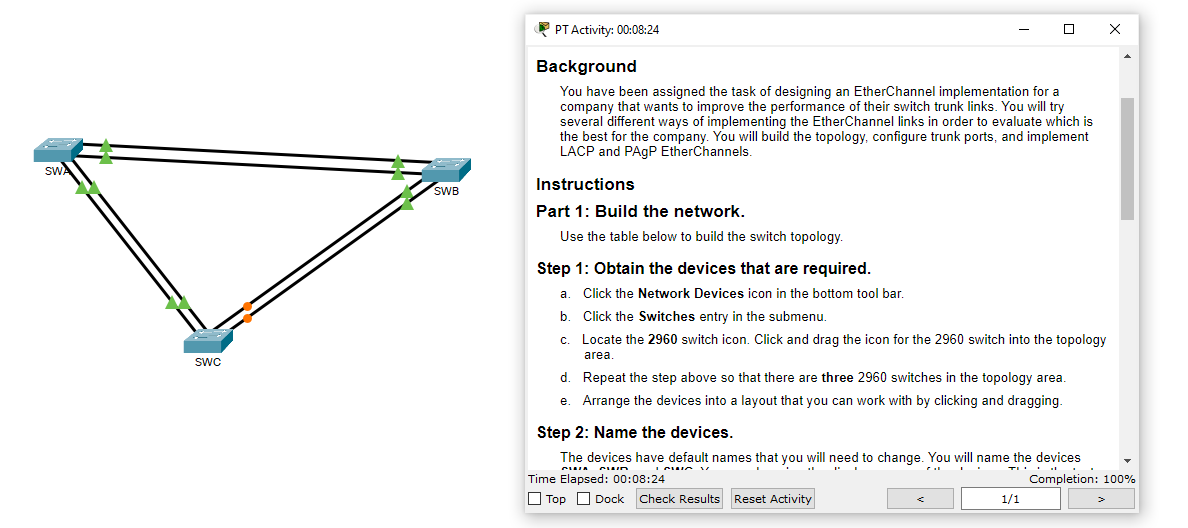 SWA
SWB
SWC
PT Activity: 00:08:24
Background
You have been assigned the task of designing an EtherChannel implementation for a
company that wants to improve the performance of their switch trunk links. You will try
several different ways of implementing the EtherChannel links in order to evaluate which is
the best for the company. You will build the topology, configure trunk ports, and implement
LACP and PAgP EtherChannels.
Instructions
Part 1: Build the network.
Use the table below to build the switch topology.
Step 1: Obtain the devices that are required.
a. Click the Network Devices icon in the bottom tool bar.
b. Click the Switches entry in the submenu.
c. Locate the 2960 switch icon. Click and drag the icon for the 2960 switch into the topology
area.
d. Repeat the step above so that there are three 2960 switches in the topology area.
e. Arrange the devices into a layout that you can work with by clicking and dragging.
Step 2: Name the devices.
The devices have default names that you will need to change. You will name the devices
Time Elapsed: 00:08:24
Completion: 100%
Top
Dock
Check Results
Reset Activity
<
1/1
>